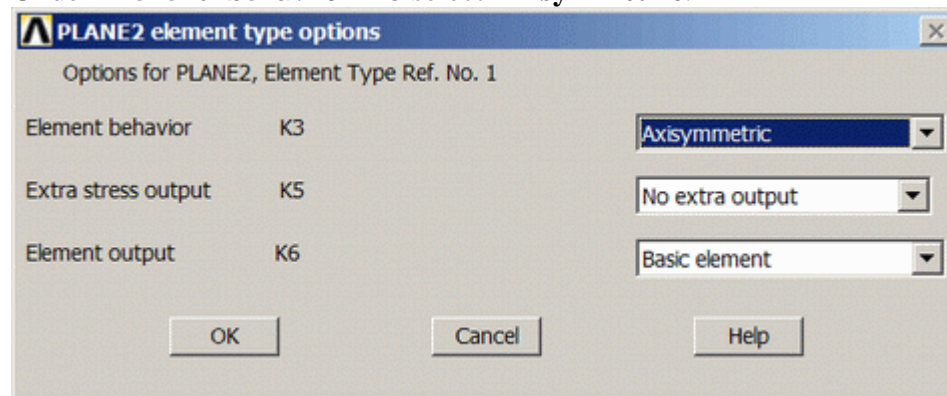 PLANE2 element type options
Options for PLANE2, Element Type Ref. No. 1
Element behavior K3 Axisymmetric
Extra stress output K5 No extra output
Element output K6 Basic element
OK Cancel Help